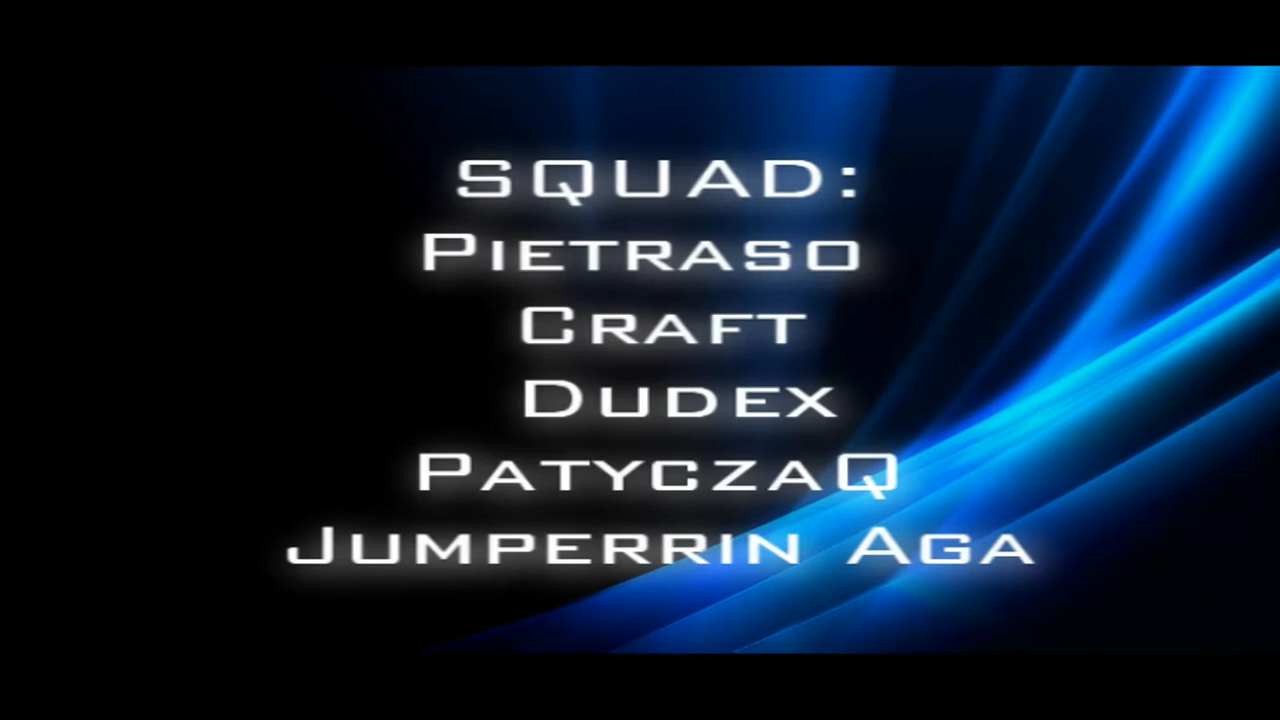 SQUAD:
Pietraso
Craft
Dudex
PatyczaQ
Jumperrin Aga